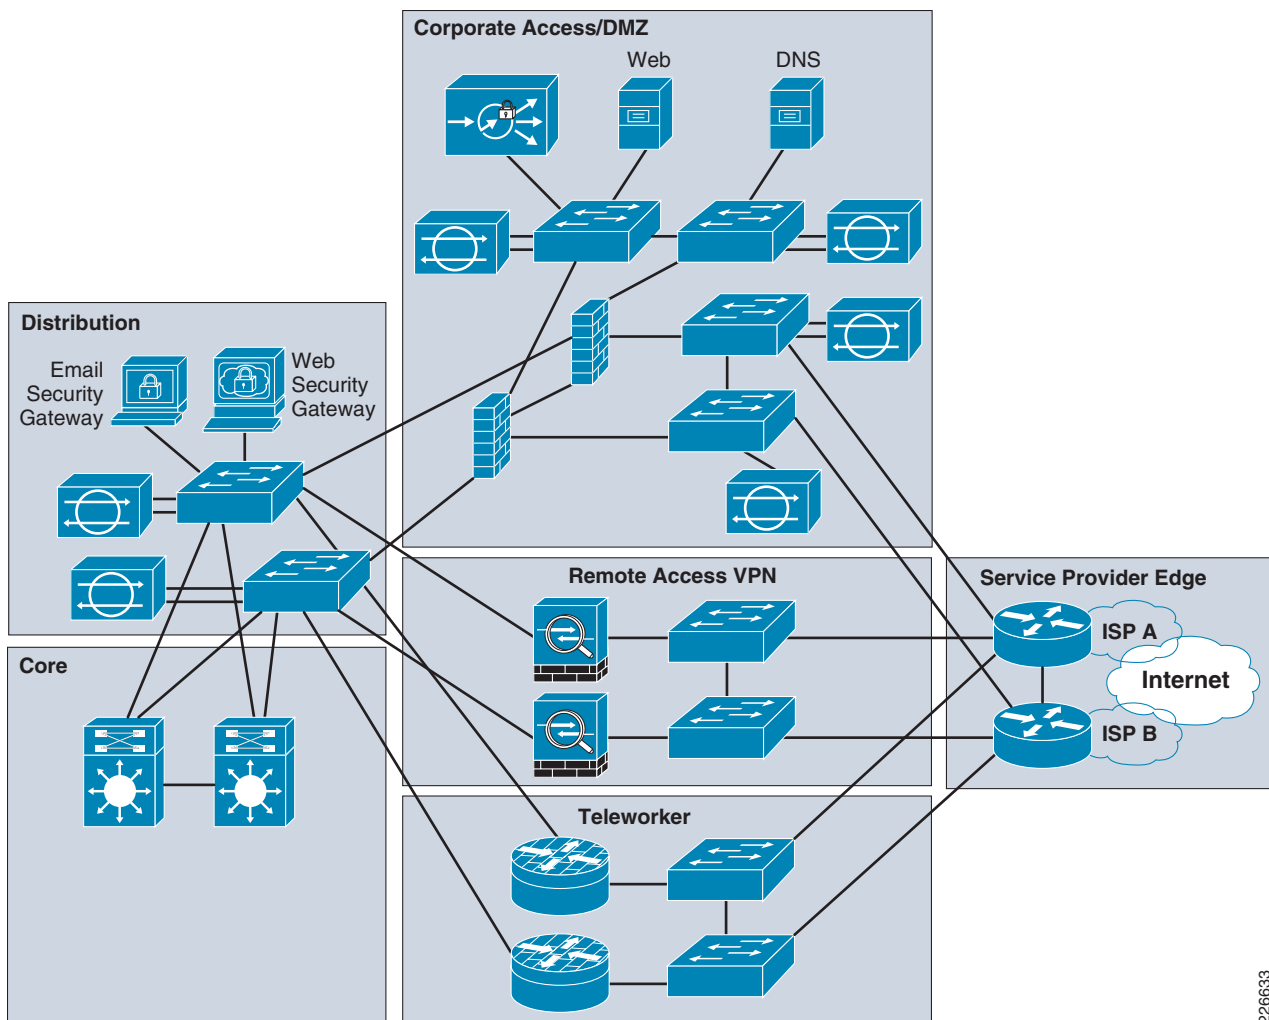 Corporate Access/DMZ
Web
DNS
Distribution
Email
Security
Gateway
Web
Security
Gateway
Remote Access VPN
Service Provider Edge
ISP A
Internet
ISP B
Core
Teleworker
226633